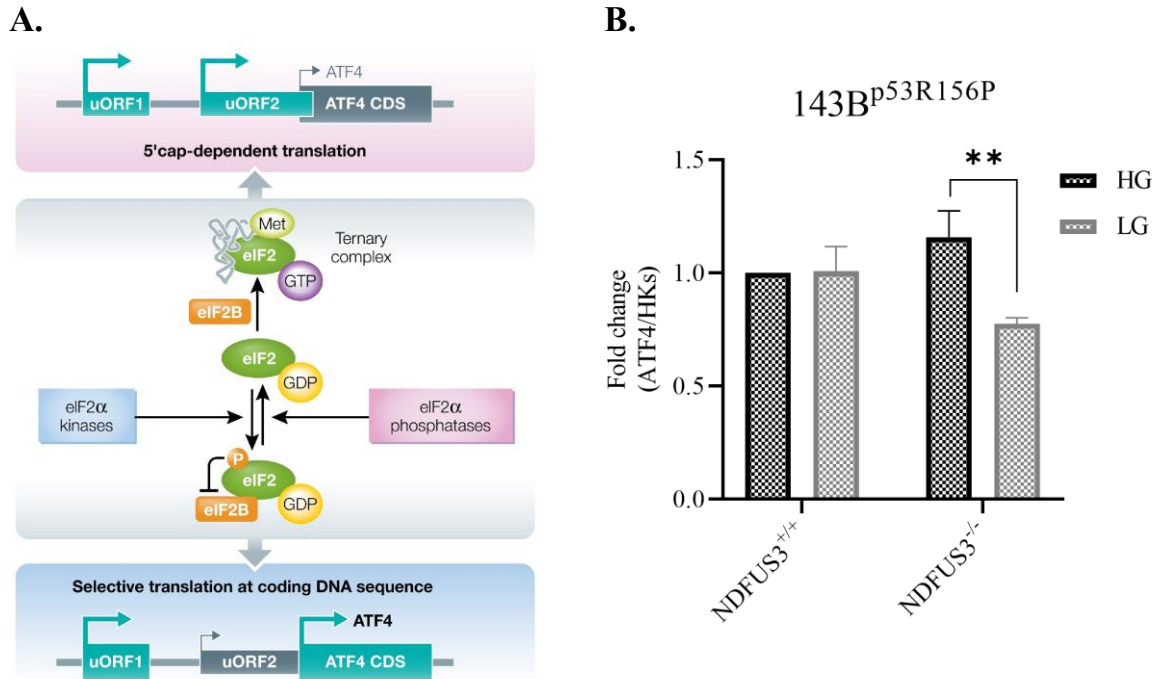 A.
uORF1
uORF2
ATF4
ATF4 CDS
5'cap-dependent translation
Met
eIF2
GTP
Ternary
complex
eIF2B
eIF2
GDP
eIF2α
kinases
eIF2α
phosphatases
P
eIF2
eIF2B
GDP
Selective translation at coding DNA sequence
ATF4
uORF1
uORF2
ATF4 CDS
B.
143Bp53R156P
Fold change
(ATF4/HKs)
1.5
1.0
0.5
0.0
**
HG
LG
NDFUS3+/+
NDFUS3-/-